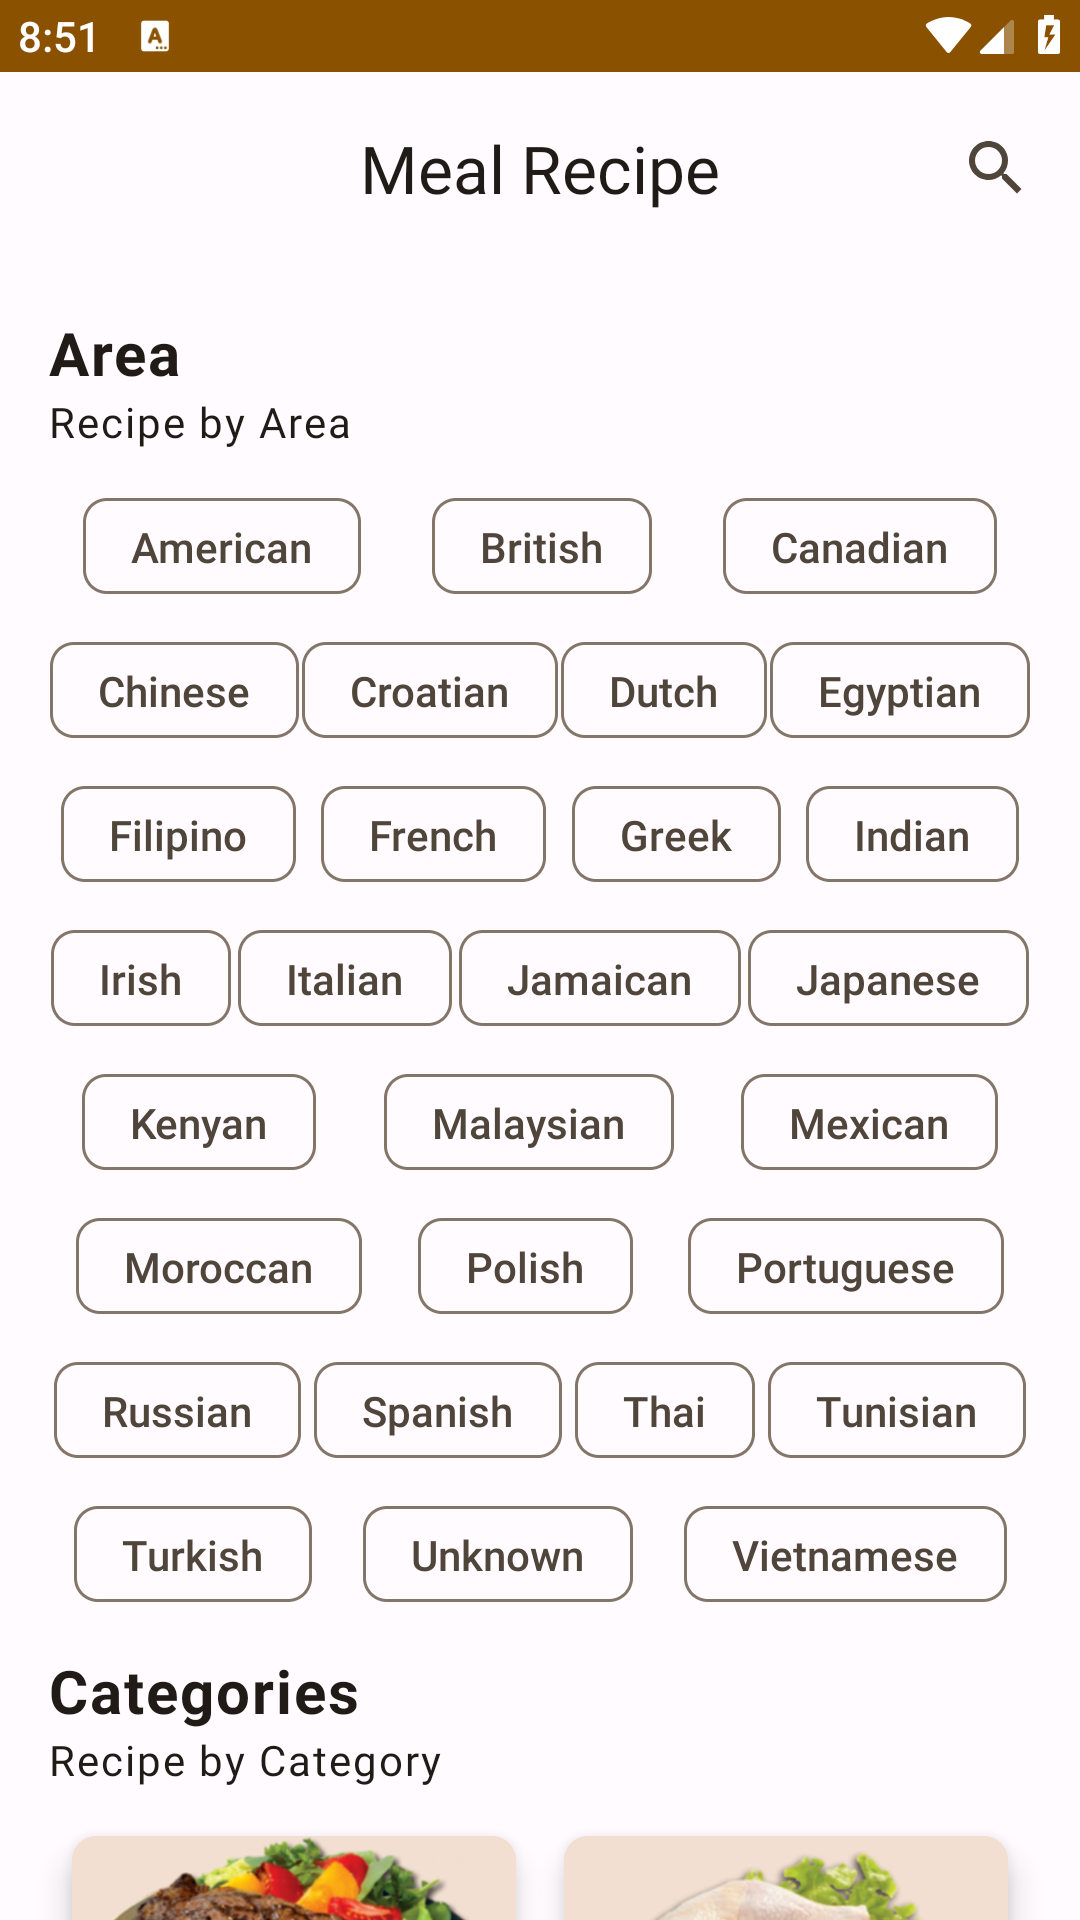 8:51
Meal Recipe
Area
Recipe by Area
American British Canadian
Chinese Croatian Dutch Egyptian
Filipino French Greek Indian
Irish Italian Jamaican Japanese
Kenyan Malaysian Mexican
Moroccan Polish Portuguese
Russian Spanish Thai Tunisian
Turkish Unknown Vietnamese
Categories
Recipe by Category